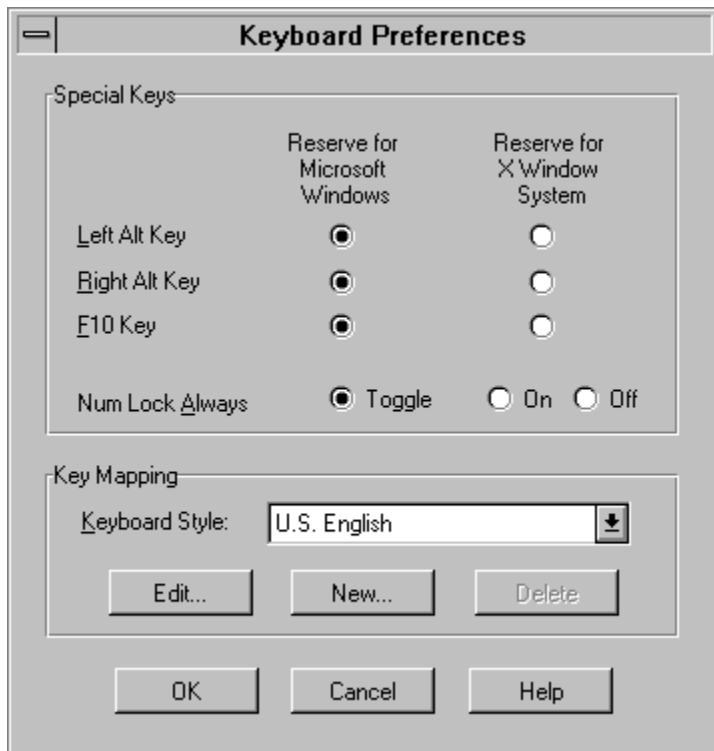 Keyboard Preferences
Special Keys
Reserve for Microsoft Windows
Reserve for X Window System
Left Alt Key
Right Alt Key
F10 Key
Num Lock Always Toggle On Off
Key Mapping
Keyboard Style: U.S. English
Edit... New... Delete
OK Cancel Help